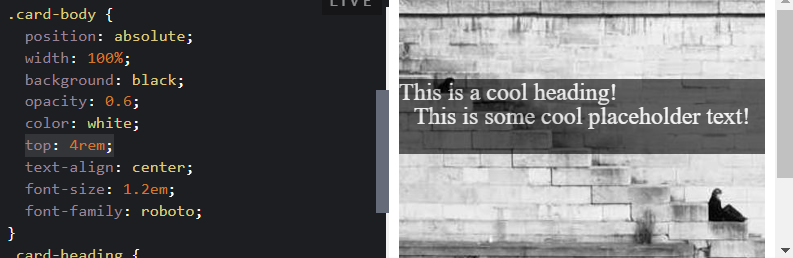 LIVE
.card-body {
position: absolute;
width: 100%;
background: black;
opacity: 0.6;
color: white;
top: 4rem;
text-align: center;
font-size: 1.2em;
font-family: roboto;
}
.card-heading {
This is a cool heading!
This is some cool placeholder text!